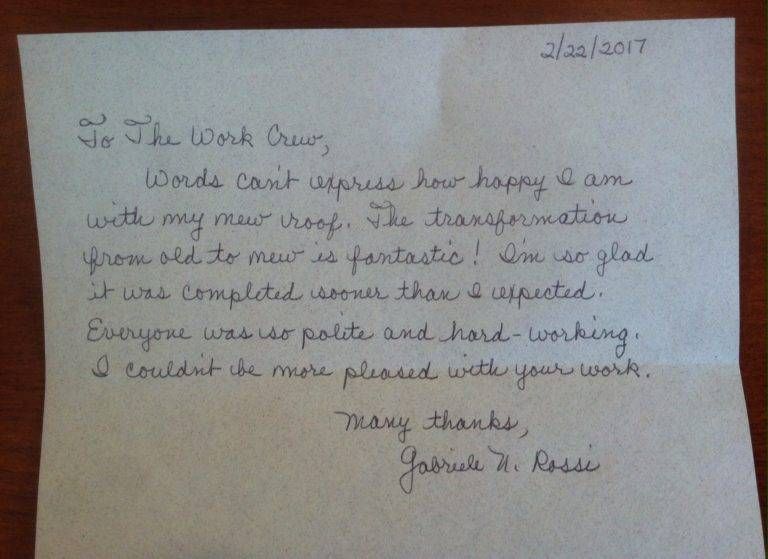 2/22/2017
To The Work Crew,
Words can't express how happy I am
with my new roof. The transformation
from old to new is fantastic! I'm so glad
it was completed sooner than I expected.
Everyone was so polite and hard-working.
I couldn't be more pleased with your work.
Many thanks,
Gabriele N. Rossi